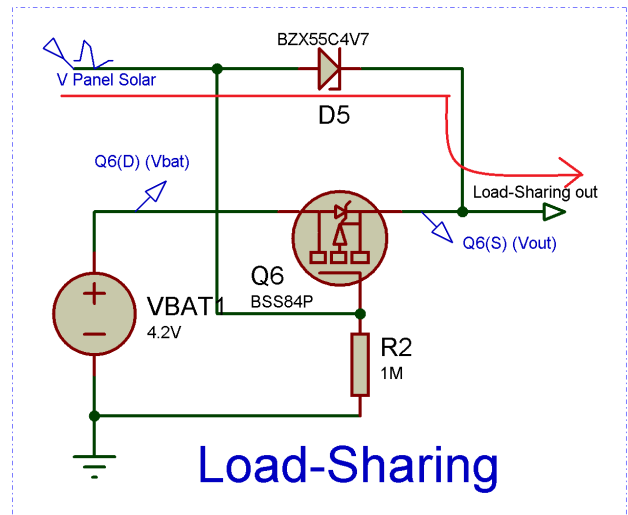 BZX55C4V7
V Panel Solar
D5
Q6(D) (Vbat)
Load-Sharing out
Q6(S) (Vout)
Q6
BSS84P
VBAT1
4.2V
R2
1M
Load-Sharing